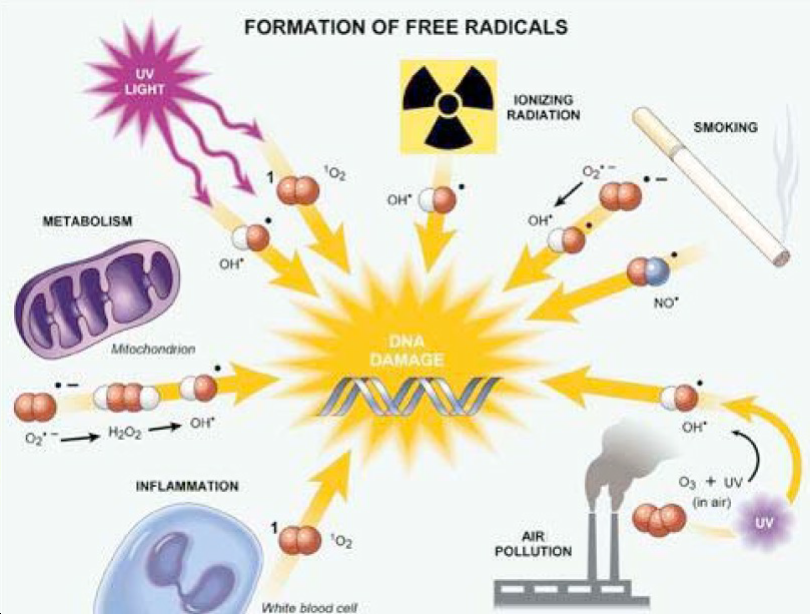 FORMATION OF FREE RADICALS
UV
LIGHT
IONIZING
RADIATION
SMOKING
1
¹O₂
OH•
•
OH•
•
O₂•−
• −
OH•
•
NO•
•
METABOLISM
Mitochondrion
DNA
DAMAGE
• −
•
O₂•−
H₂O₂
OH•
OH•
•
INFLAMMATION
1
¹O₂
White blood cell
O₃ + UV
(in air)
UV
AIR
POLLUTION